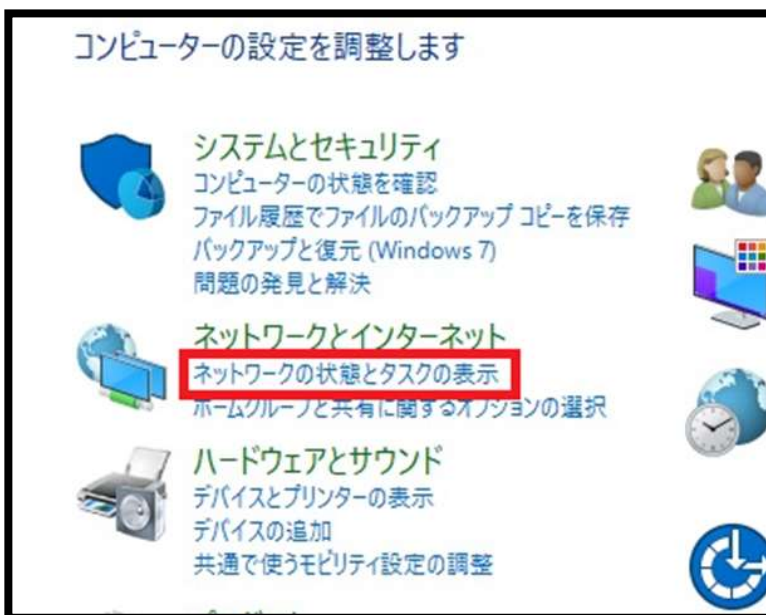 コンピューターの設定を調整します
システムとセキュリティ
コンピューターの状態を確認
ファイル履歴でファイルのバックアップ コピーを保存
バックアップと復元 (Windows 7)
問題の発見と解決
ネットワークとインターネット
ネットワークの状態とタスクの表示
ホームグループと共有に関するオプションの選択
ハードウェアとサウンド
デバイスとプリンターの表示
デバイスの追加
共通で使うモビリティ設定の調整